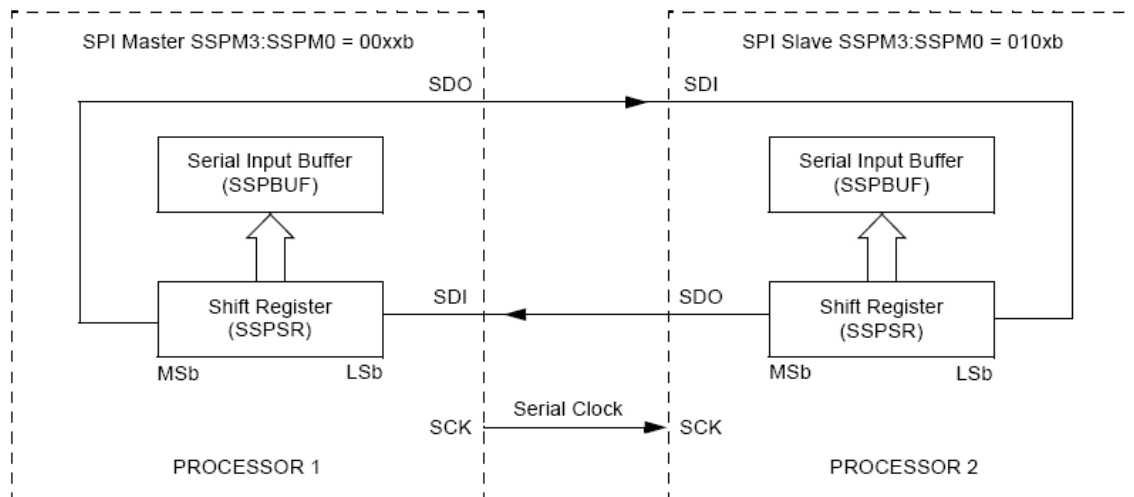 SPI Master SSPM3:SSPM0 = 00xxb
SPI Slave SSPM3:SSPM0 = 010xb
SDO
SDI
Serial Input Buffer
(SSPBUF)
Serial Input Buffer
(SSPBUF)
SDI
SDO
Shift Register
(SSPSR)
Shift Register
(SSPSR)
MSb
LSb
MSb
LSb
Serial Clock
SCK
SCK
PROCESSOR 1
PROCESSOR 2